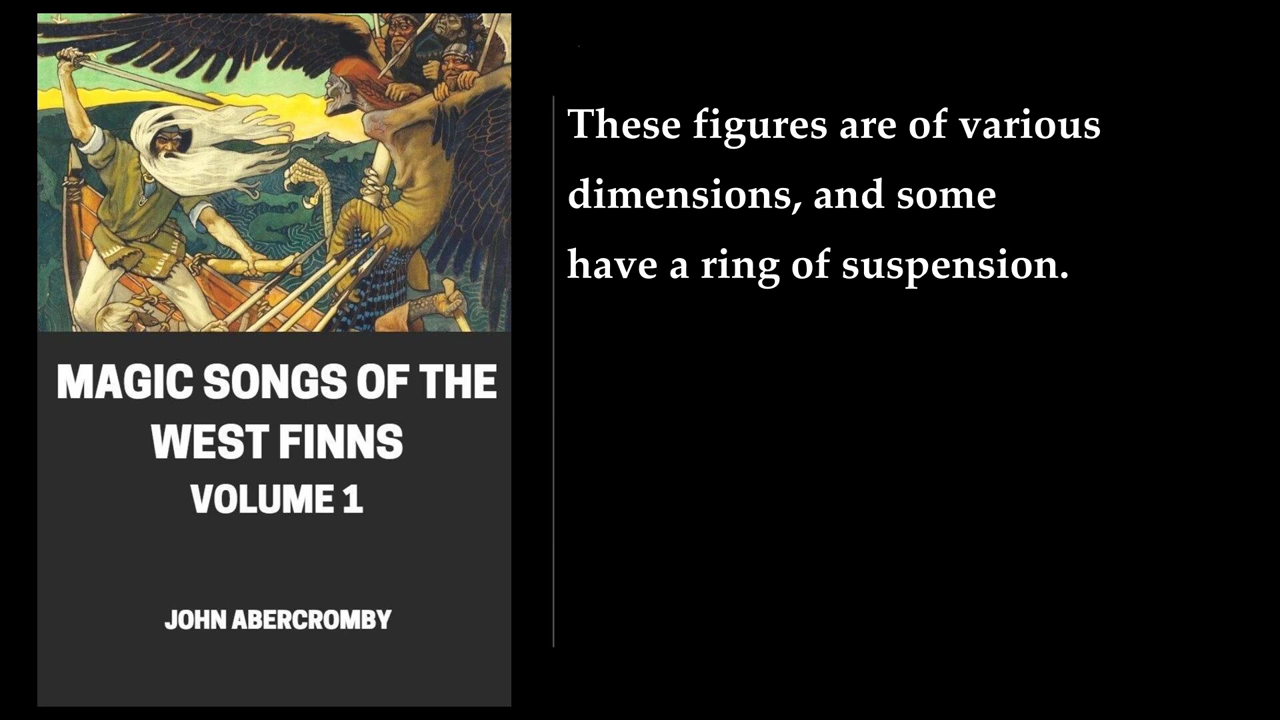 MAGIC SONGS OF THE
WEST FINNS
VOLUME 1
JOHN ABERCROMBY
These figures are of various
dimensions, and some
have a ring of suspension.